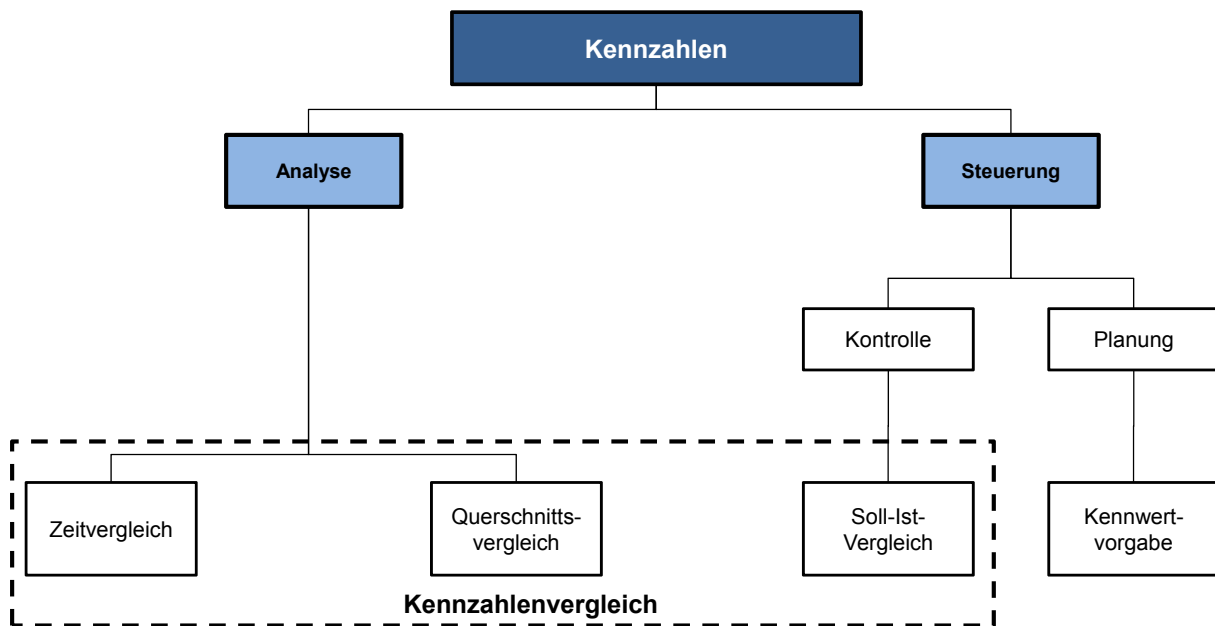 Kennzahlen
Analyse
Steuerung
Kontrolle
Planung
Zeitvergleich
Querschnitts-
vergleich
Soll-Ist-
Vergleich
Kennwert-
vorgabe
Kennzahlenvergleich